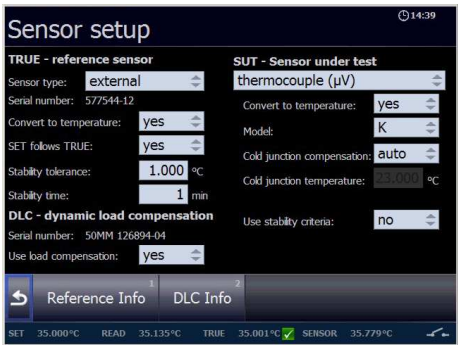 Sensor setup
14:39
TRUE - reference sensor
Sensor type: external
Serial number: 577544-12
Convert to temperature: yes
SET follows TRUE: yes
Stability tolerance: 1.000 °C
Stability time: 1 min
DLC - dynamic load compensation
Serial number: 50MM 126894-04
Use load compensation: yes
SUT - Sensor under test
thermocouple (µV)
Convert to temperature: yes
Model: K
Cold junction compensation: auto
Cold junction temperature: 23.000 °C
Use stability criteria: no
Reference Info 1
DLC Info 2
SET 35.000°C READ 35.135°C TRUE 35.001°C SENSOR 35.779°C